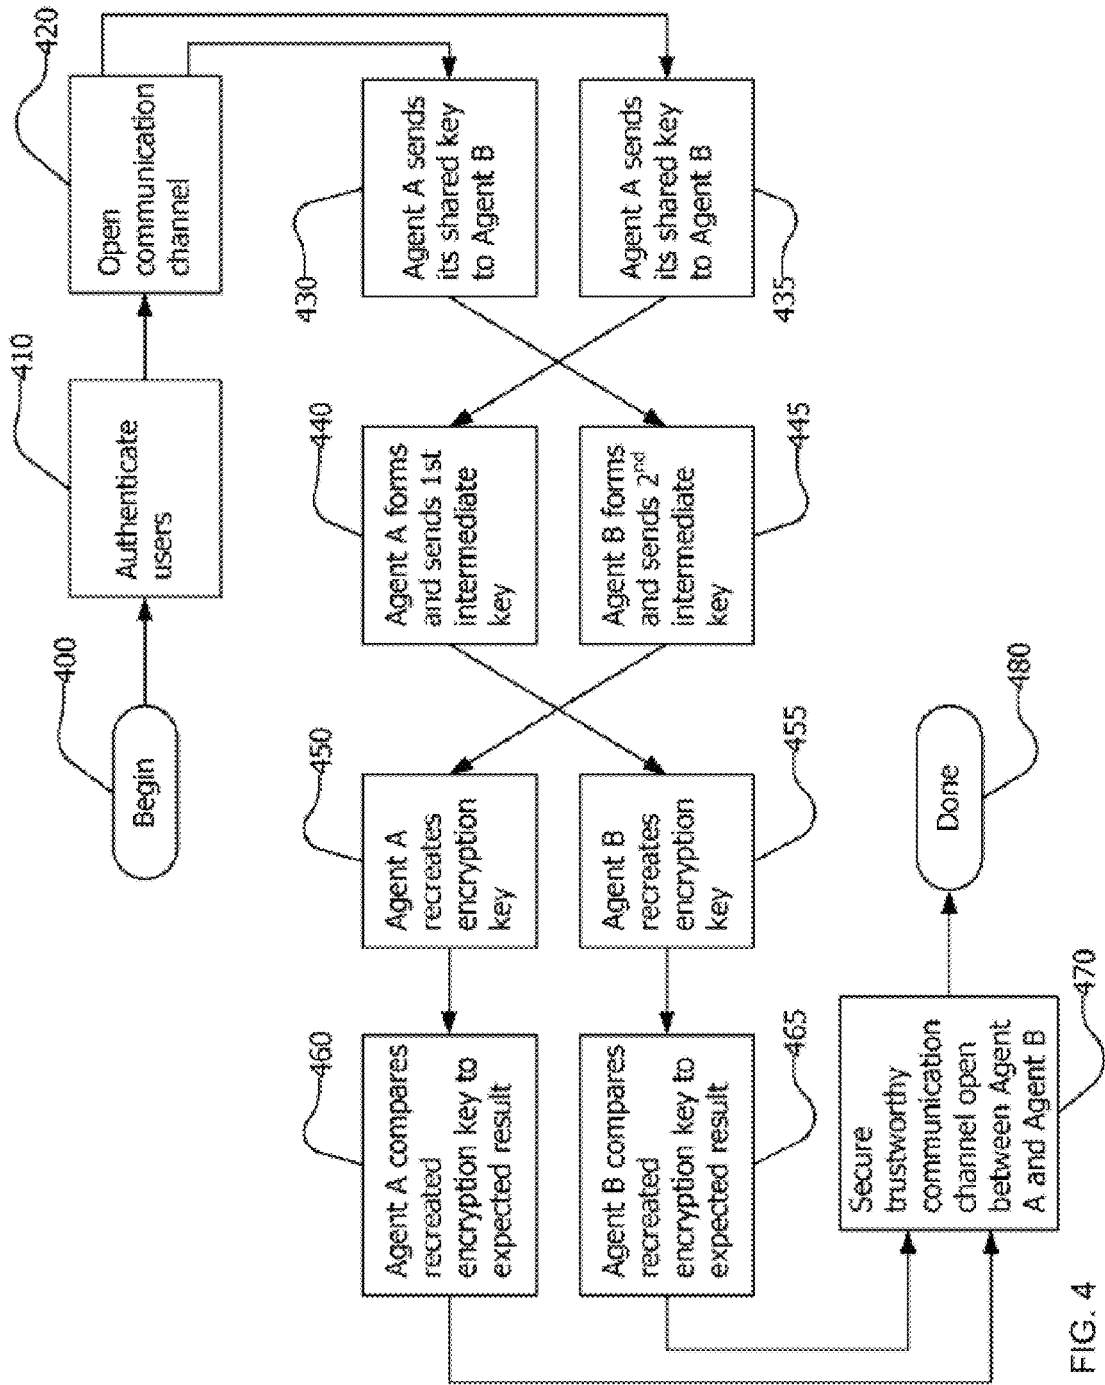 400
Begin
410
Authenticate
users
420
Open
communication
channel
430
Agent A sends
its shared key
to Agent B
435
Agent A sends
its shared key
to Agent B
440
Agent A forms
and sends 1st
intermediate
key
445
Agent B forms
and sends 2nd
intermediate
key
450
Agent A
recreates
encryption
key
455
Agent B
recreates
encryption
key
460
Agent A compares
recreated
encryption key to
expected result
465
Agent B compares
recreated
encryption key to
expected result
470
Secure
trustworthy
communication
channel open
between Agent
A and Agent B
480
Done
FIG. 4